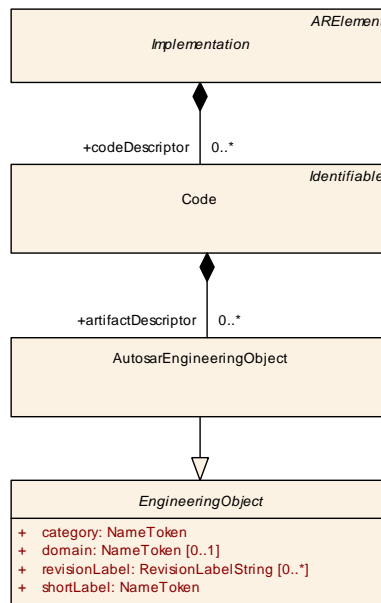 ARElement
Implementation
+codeDescriptor 0..*
Identifiable
Code
+artifactDescriptor 0..*
AutosarEngineeringObject
EngineeringObject
+ category: NameToken
+ domain: NameToken [0..1]
+ revisionLabel: RevisionLabelString [0..*]
+ shortLabel: NameToken